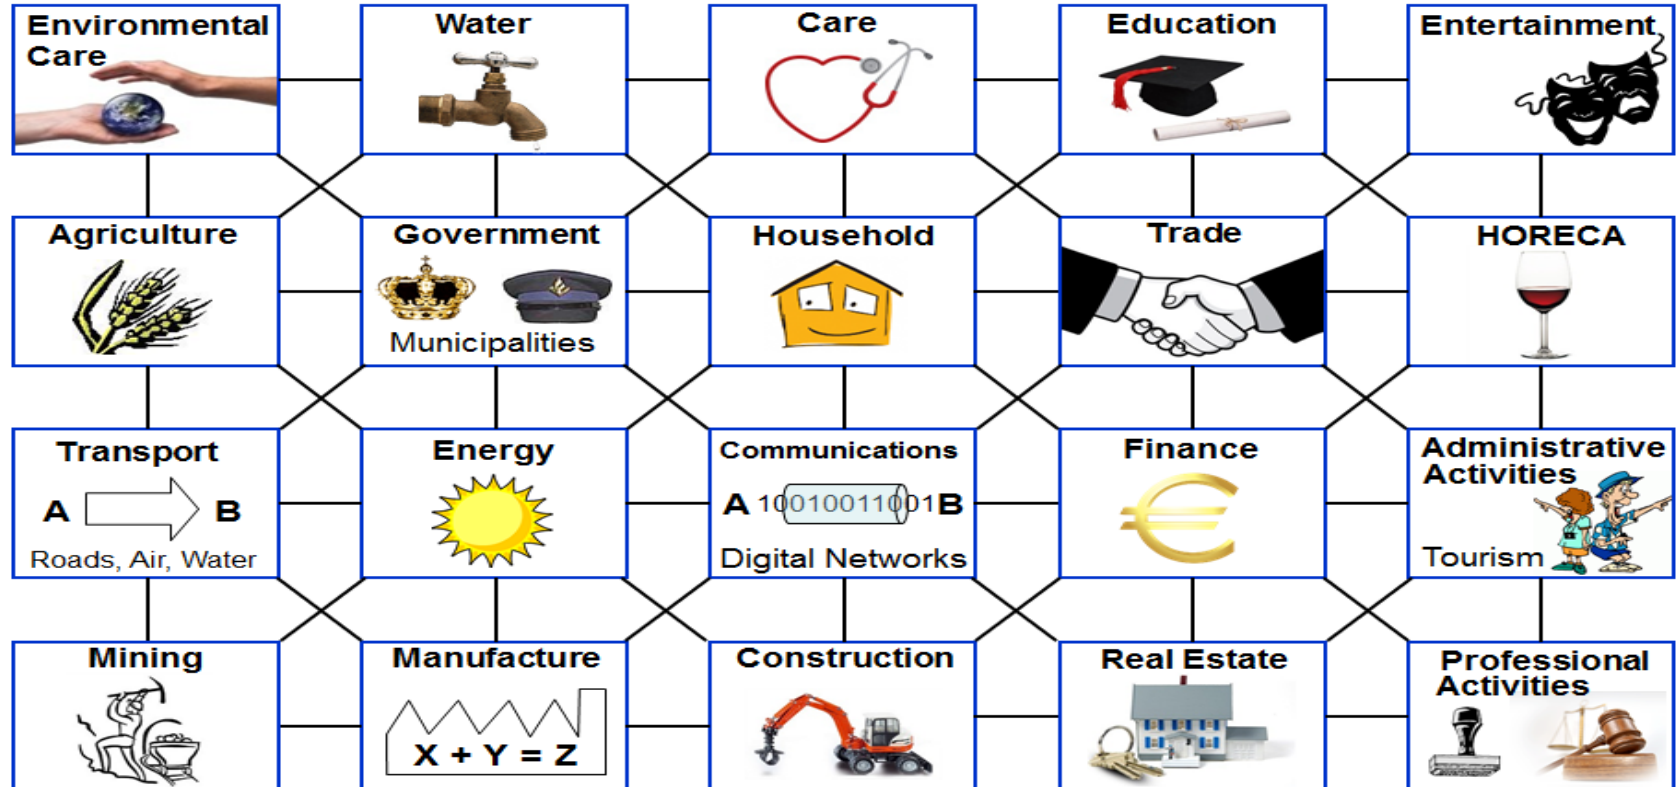 Environmental
Care
Water
Care
Education
Entertainment
Agriculture
Government
Municipalities
Household
Trade
HORECA
Transport
A B
Roads, Air, Water
Energy
Communications
A 10010011001B
Digital Networks
Finance
Administrative
Activities
Tourism
Mining
Manufacture
X + Y = Z
Construction
Real Estate
Professional
Activities